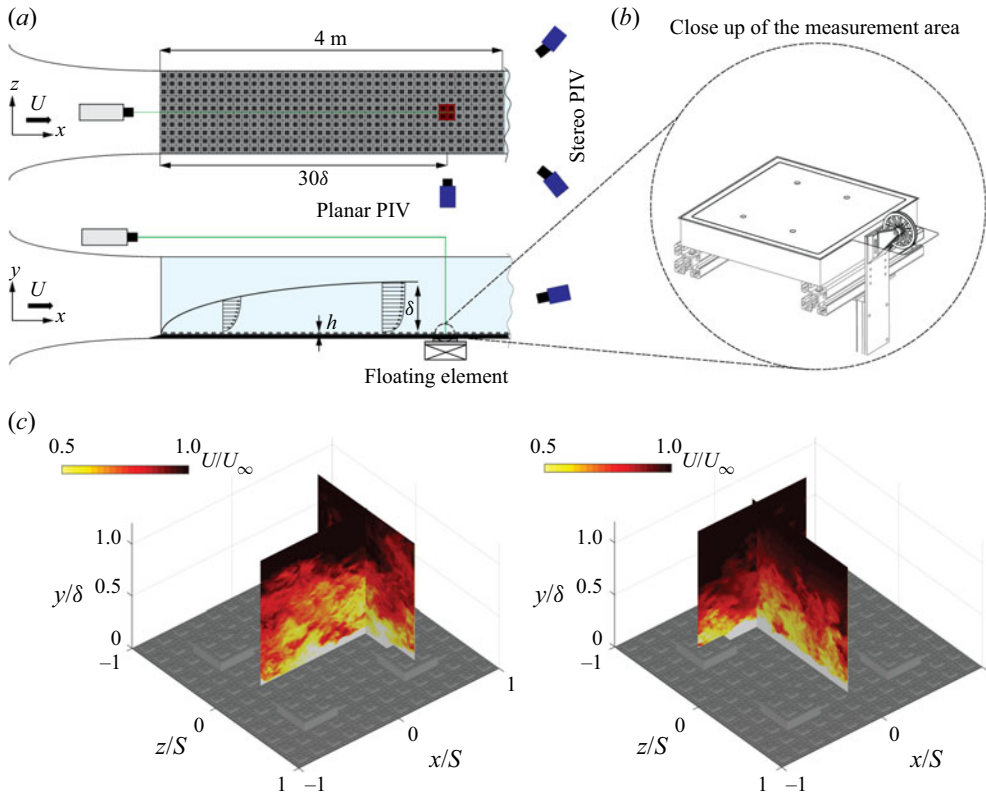 (a)
4 m
z
U
x
30δ
Planar PIV
Stereo PIV
y
U
x
h
δ
Floating element
(b)
Close up of the measurement area
(c)
0.5
1.0
U/U∞
1.0
0.5
y/δ
0
–1
0
z/S
1
–1
0
x/S
1
0.5
1.0
U/U∞
1.0
0.5
y/δ
0
–1
0
z/S
1
–1
0
x/S